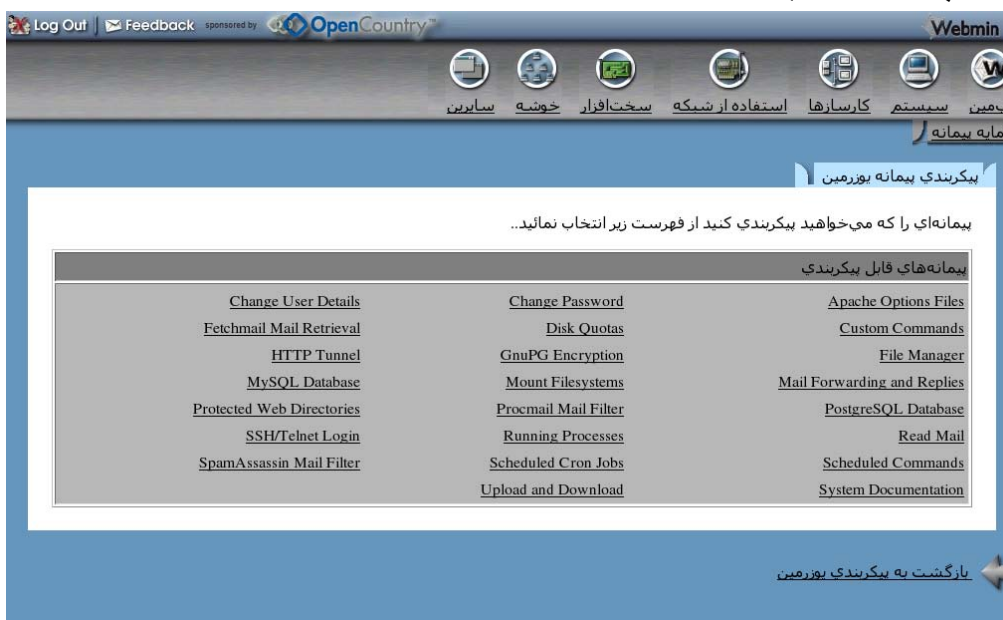 Log Out | Feedback sponsored by OpenCountry™ Webmin
سيستم کارسازها استفاده از شبکه سخت‌افزار خوشه سايرين
پيمانه
پيکربندي پيمانه يوزرمين
پيمانه‌اي را که مي‌خواهيد پيکربندي کنيد از فهرست زير انتخاب نمائيد..
پيمانه‌هاي قابل پيکربندي
Apache Options Files Change Password Change User Details
Custom Commands Disk Quotas Fetchmail Mail Retrieval
File Manager GnuPG Encryption HTTP Tunnel
Mail Forwarding and Replies Mount Filesystems MySQL Database
PostgreSQL Database Procmail Mail Filter Protected Web Directories
Read Mail Running Processes SSH/Telnet Login
Scheduled Commands Scheduled Cron Jobs SpamAssassin Mail Filter
System Documentation Upload and Download
بازگشت به پيکربندي يوزرمين